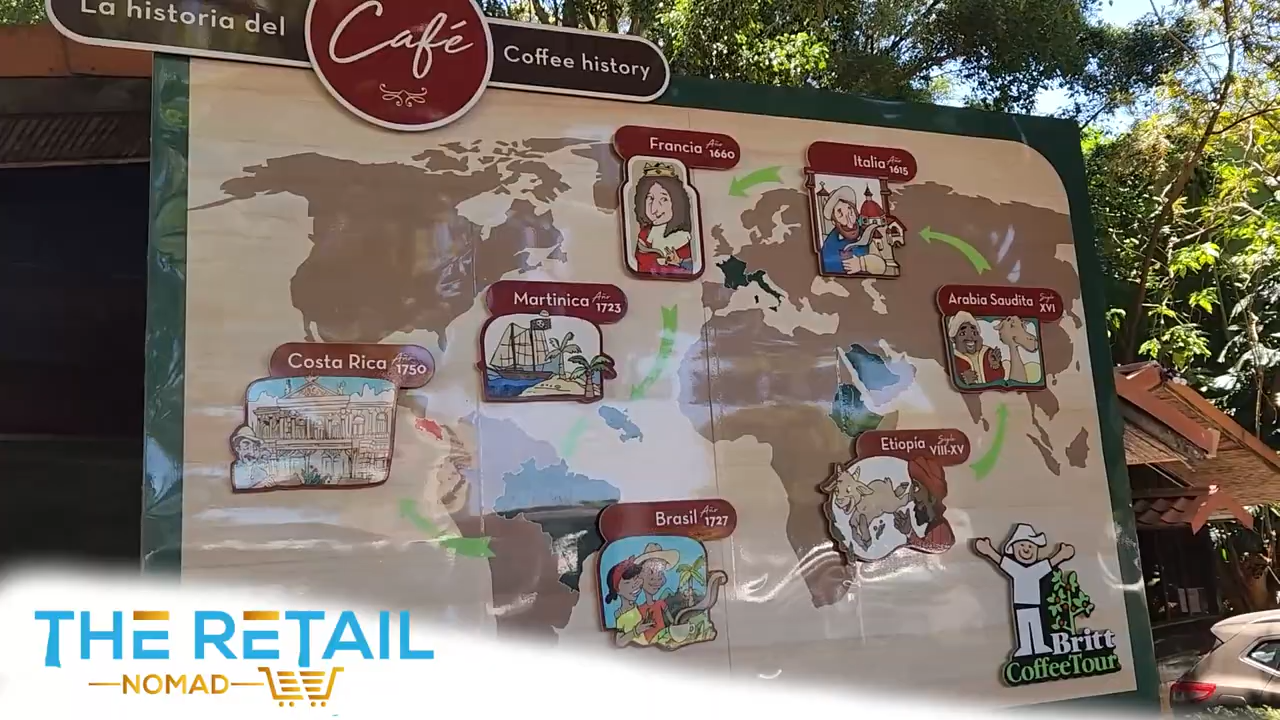 La historia del
Café
Coffee history
Francia Año 1660
Italia Año 1615
Martinica Año 1723
Arabia Saudita Siglo XVI
Costa Rica Año 1750
Etiopía Siglo VIII-XV
Brasil Año 1727
Britt
CoffeeTour
THE RETAIL
NOMAD